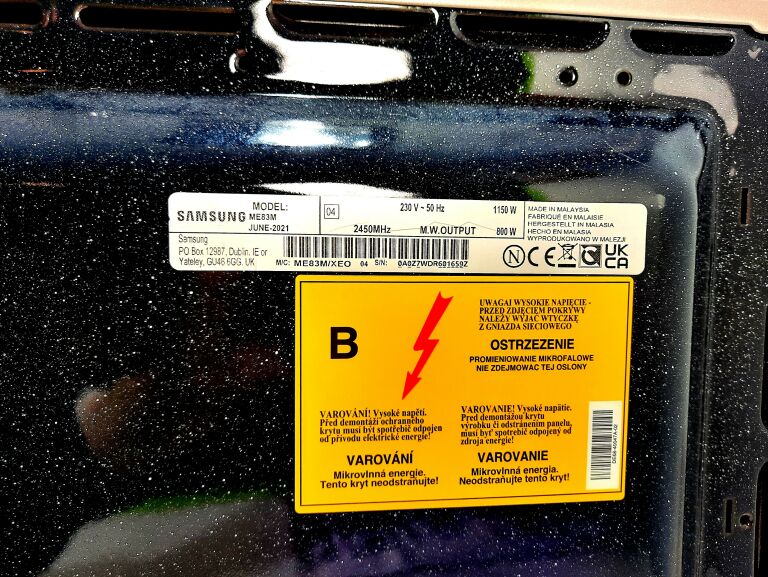 SAMSUNG
MODEL:
ME83M
JUNE-2021
04
230 V ~ 50 Hz 1150 W
2450MHz M.W.OUTPUT 800 W
MADE IN MALAYSIA
FABRIQUÉ EN MALAISIE
HERGESTELLT IN MALAYSIA
HECHO EN MALASIA
WYPRODUKOWANO W MALEZJI
Samsung
PO Box 12987, Dublin. IE or
Yateley, GU46 6GG. UK
M/C: ME83M/XEO 04 S/N: 0A0Z7WDR601650Z
N CE UK
CA
B
UWAGA! WYSOKIE NAPIĘCIE -
PRZED ZDJĘCIEM POKRYWY
NALEŻY WYJĄĆ WTYCZKĘ
Z GNIAZDA SIECIOWEGO
OSTRZEZENIE
PROMIENIOWANIE MIKROFALOWE
NIE ZDEJMOWAC TEJ OSLONY
VAROVÁNÍ! Vysoké napětí.
Před demontáží ochranného
krytu musí být spotřebič odpojen
od přívodu elektrické energie!
VAROVÁNÍ
Mikrovlnná energie.
Tento kryt neodstraňujte!
VAROVANIE! Vysoké napätie.
Pred demontážou krytu
výrobku či odstránením panelu,
musí byť spotrebič odpojený od
zdroja energie!
VAROVANIE
Mikrovlnná energia.
Neodstraňujte tento kryt!